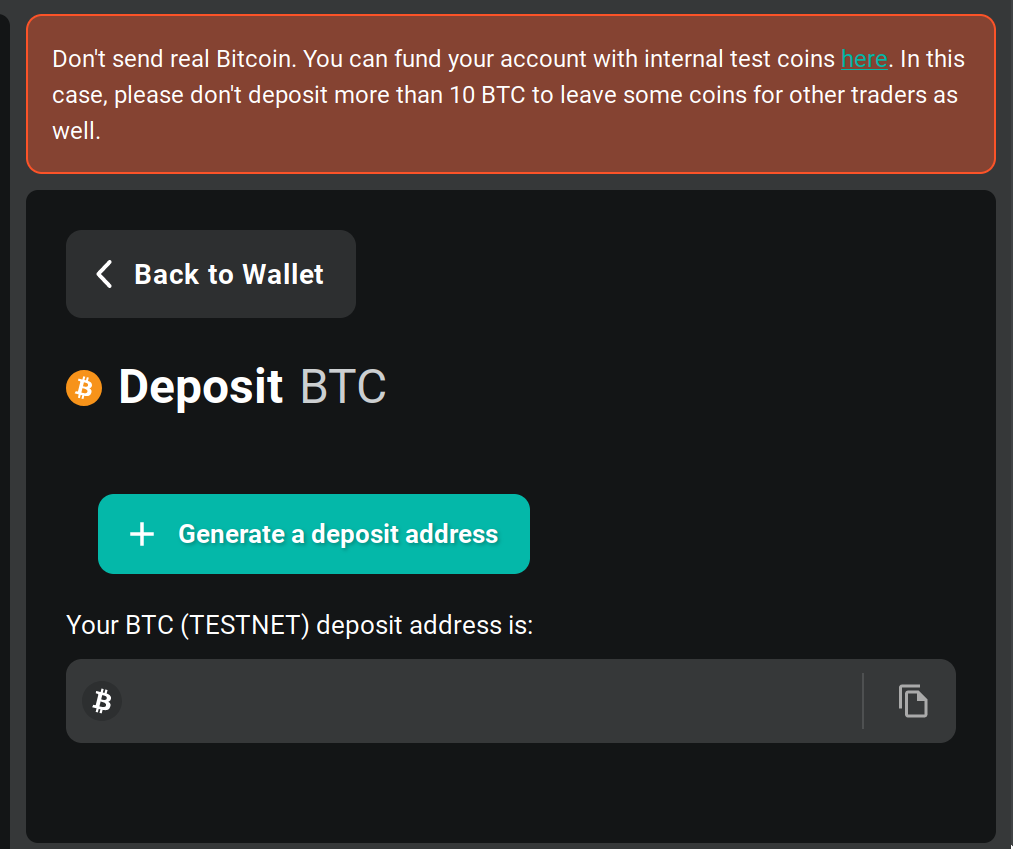 Don't send real Bitcoin. You can fund your account with internal test coins here. In this
case, please don't deposit more than 10 BTC to leave some coins for other traders as
well.
Back to Wallet
Deposit BTC
Generate a deposit address
Your BTC (TESTNET) deposit address is: